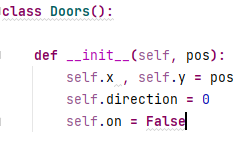 class Doors():
def __init__(self, pos):
self.x , self.y = pos
self.direction = 0
self.on = False